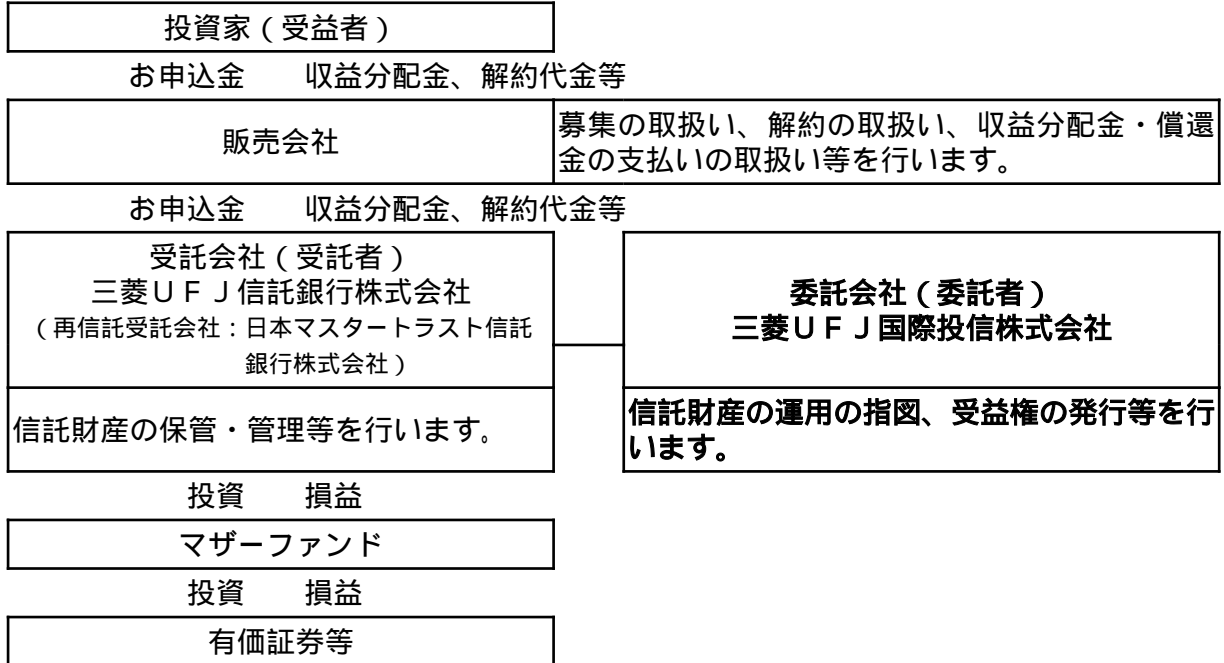 投資家(受益者)
お申込金 収益分配金、解約代金等
販売会社
募集の取扱い、解約の取扱い、収益分配金・償還
金の支払いの取扱い等を行います。
お申込金 収益分配金、解約代金等
受託会社(受託者)
三菱UFJ信託銀行株式会社
(再信託受託会社:日本マスタートラスト信託
銀行株式会社)
委託会社(委託者)
三菱UFJ国際投信株式会社
信託財産の保管・管理等を行います。
信託財産の運用の指図、受益権の発行等を行
います。
投資 損益
マザーファンド
投資 損益
有価証券等